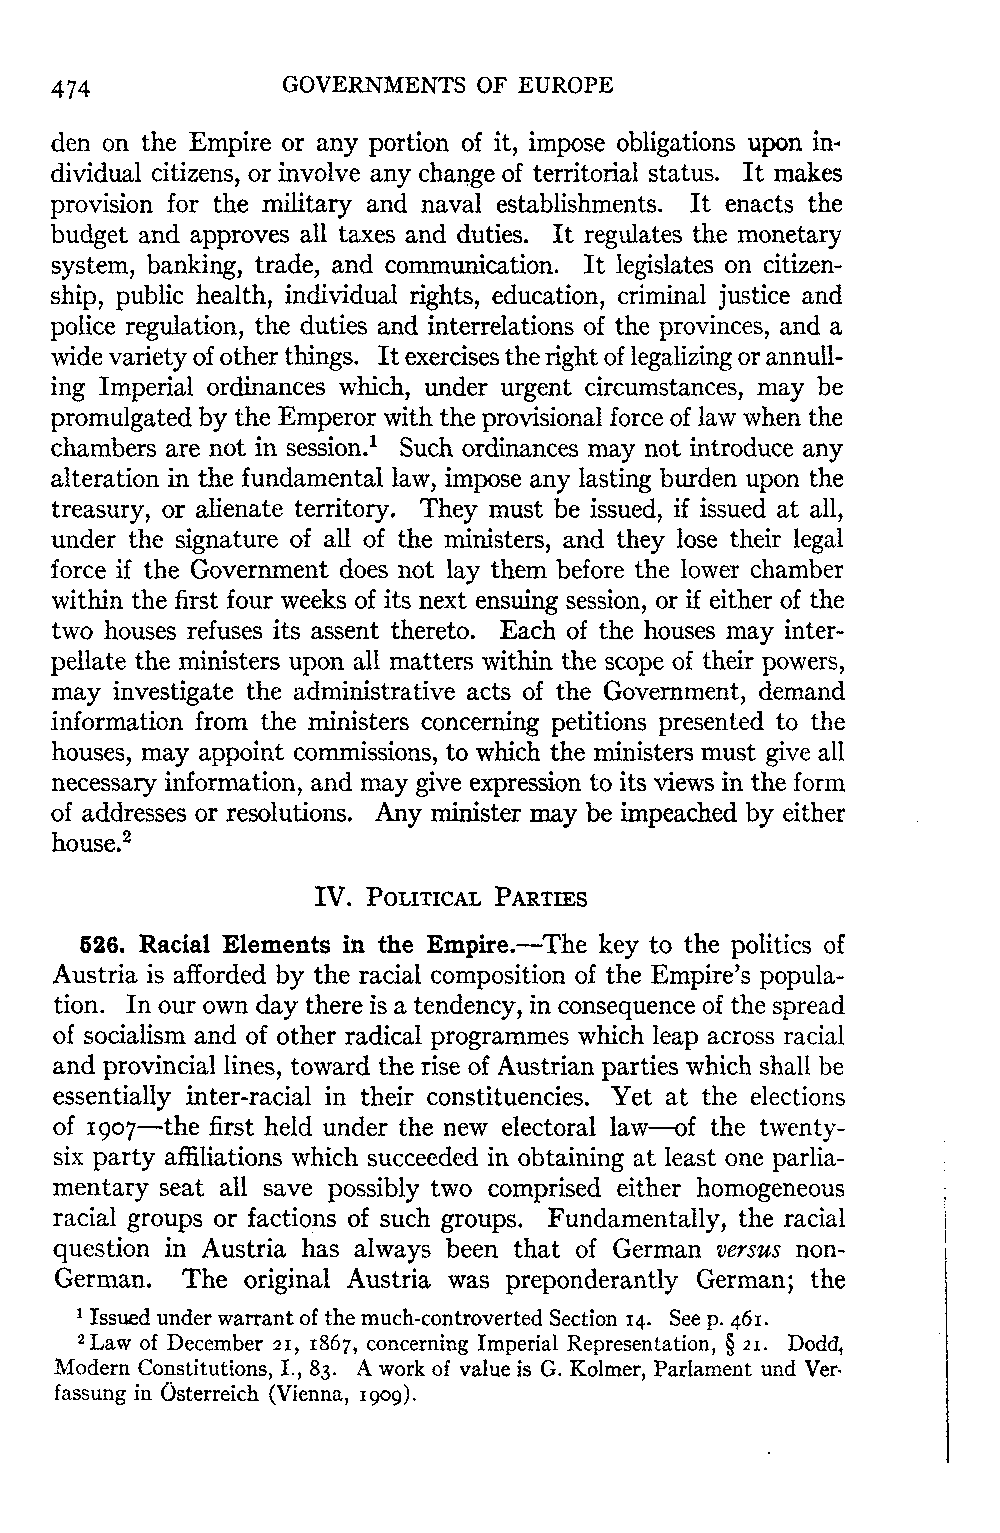 474 GOVERNMENTS OF EUROPE
den on the Empire or any portion of it, impose obligations upon in-
dividual citizens, or involve any change of territorial status. It makes
provision for the military and naval establishments. It enacts the
budget and approves all taxes and duties. It regulates the monetary
system, banking, trade, and communication. It legislates on citizen-
ship, public health, individual rights, education, criminal justice and
police regulation, the duties and interrelations of the provinces, and a
wide variety of other things. It exercises the right of legalizing or annull-
ing Imperial ordinances which, under urgent circumstances, may be
promulgated by the Emperor with the provisional force of law when the
chambers are not in session.¹ Such ordinances may not introduce any
alteration in the fundamental law, impose any lasting burden upon the
treasury, or alienate territory. They must be issued, if issued at all,
under the signature of all of the ministers, and they lose their legal
force if the Government does not lay them before the lower chamber
within the first four weeks of its next ensuing session, or if either of the
two houses refuses its assent thereto. Each of the houses may inter-
pellate the ministers upon all matters within the scope of their powers,
may investigate the administrative acts of the Government, demand
information from the ministers concerning petitions presented to the
houses, may appoint commissions, to which the ministers must give all
necessary information, and may give expression to its views in the form
of addresses or resolutions. Any minister may be impeached by either
house.²
IV. POLITICAL PARTIES
526. Racial Elements in the Empire.—The key to the politics of
Austria is afforded by the racial composition of the Empire's popula-
tion. In our own day there is a tendency, in consequence of the spread
of socialism and of other radical programmes which leap across racial
and provincial lines, toward the rise of Austrian parties which shall be
essentially inter-racial in their constituencies. Yet at the elections
of 1907—the first held under the new electoral law—of the twenty-
six party affiliations which succeeded in obtaining at least one parlia-
mentary seat all save possibly two comprised either homogeneous
racial groups or factions of such groups. Fundamentally, the racial
question in Austria has always been that of German versus non-
German. The original Austria was preponderantly German; the
¹ Issued under warrant of the much-controverted Section 14. See p. 461.
² Law of December 21, 1867, concerning Imperial Representation, § 21. Dodd,
Modern Constitutions, I., 83. A work of value is G. Kolmer, Parlament und Ver-
fassung in Österreich (Vienna, 1909).